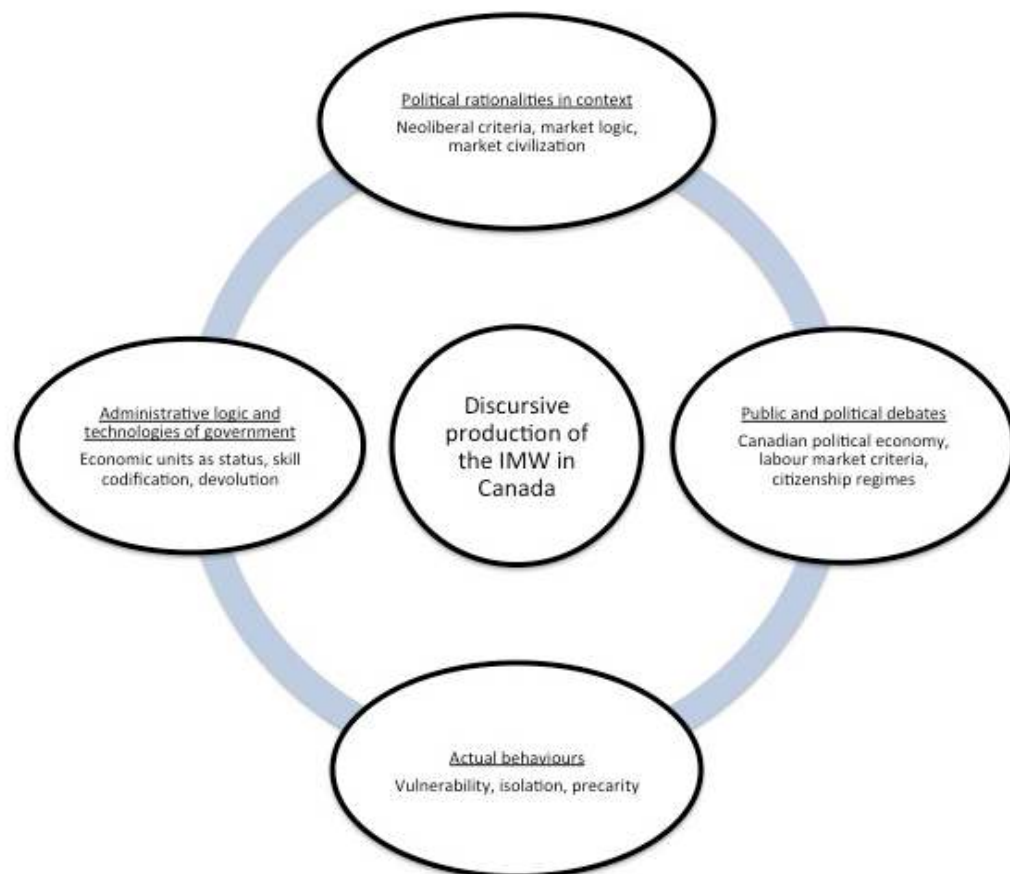 Political rationalities in context
Neoliberal criteria, market logic,
market civilization
Administrative logic and
technologies of government
Economic units as status, skill
codification, devolution
Discursive
production of
the IMW in
Canada
Public and political debates
Canadian political economy,
labour market criteria,
citizenship regimes
Actual behaviours
Vulnerability, isolation, precarity